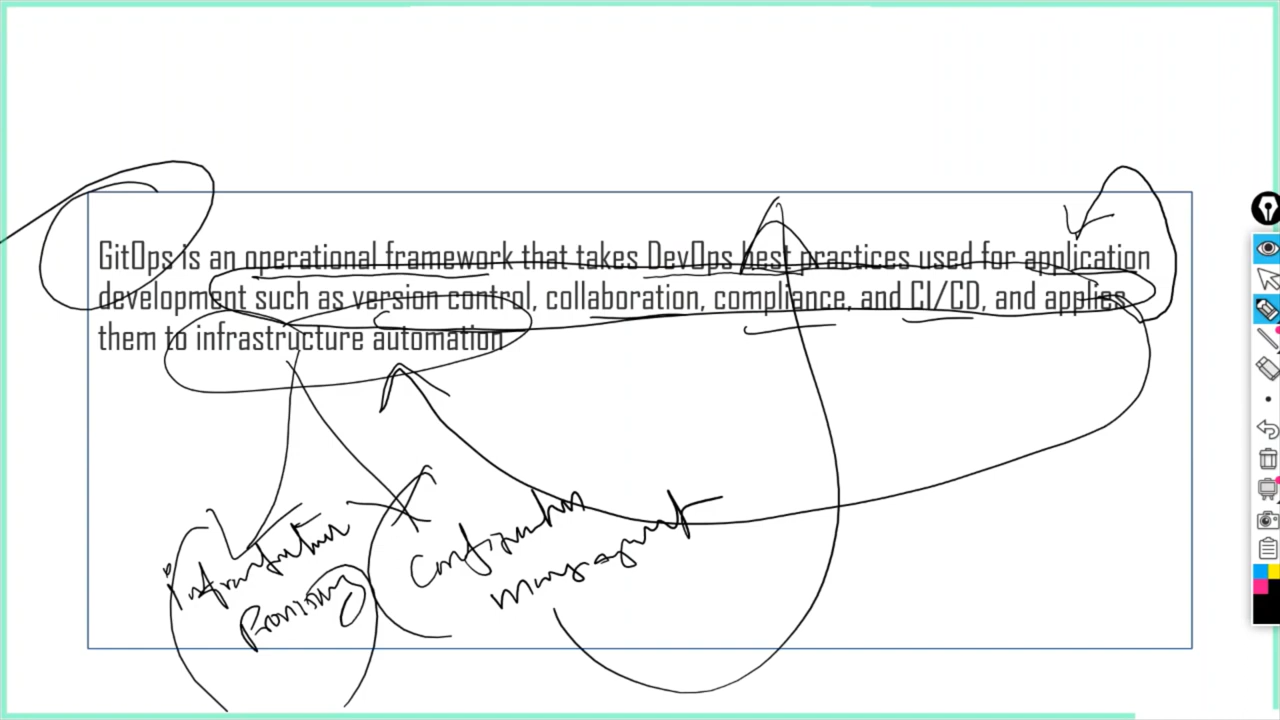 GitOps is an operational framework that takes DevOps best practices used for application
development such as version control, collaboration, compliance, and CI/CD, and applies
them to infrastructure automation
infrastructure
Provisioning
Configuration
management